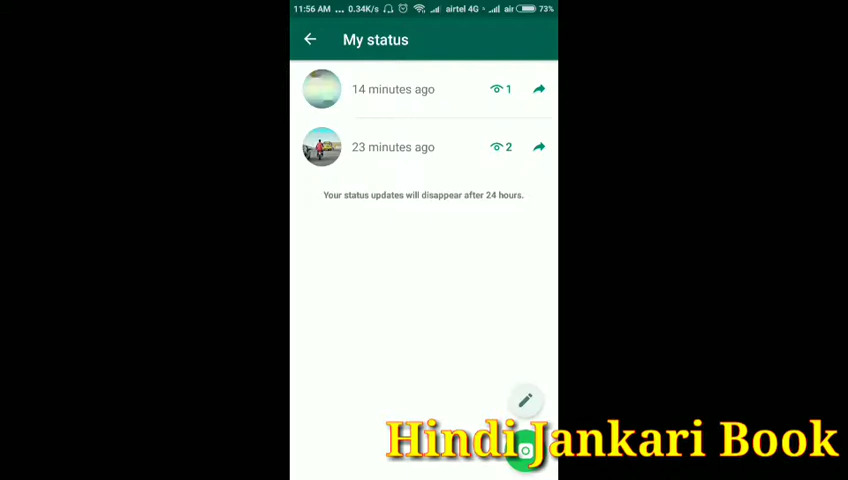 11:56 AM ... 0.34K/s airtel 4G air 73%
My status
14 minutes ago 1
23 minutes ago 2
Your status updates will disappear after 24 hours.
Hindi Jankari Book